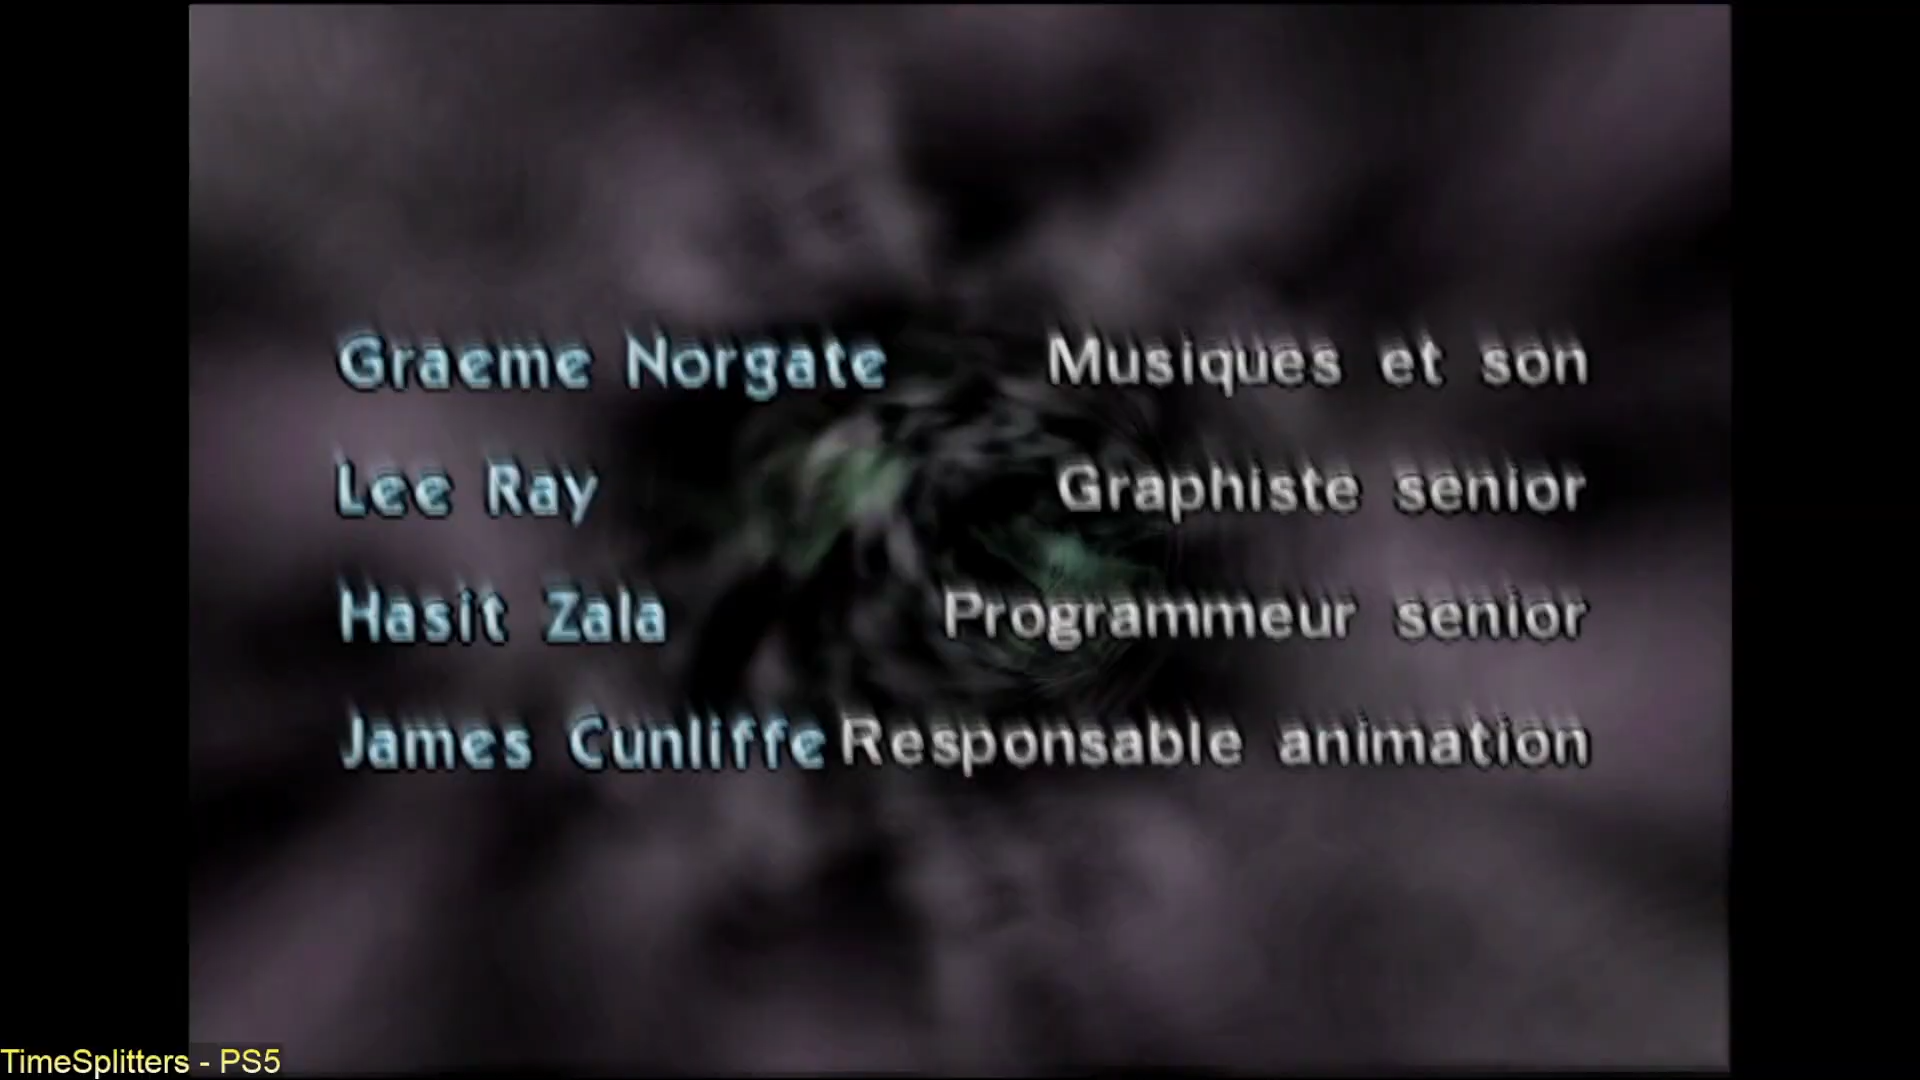 Graeme Norgate Musiques et son
Lee Ray Graphiste senior
Hasit Zala Programmeur senior
James Cunliffe Responsable animation
TimeSplitters - PS5